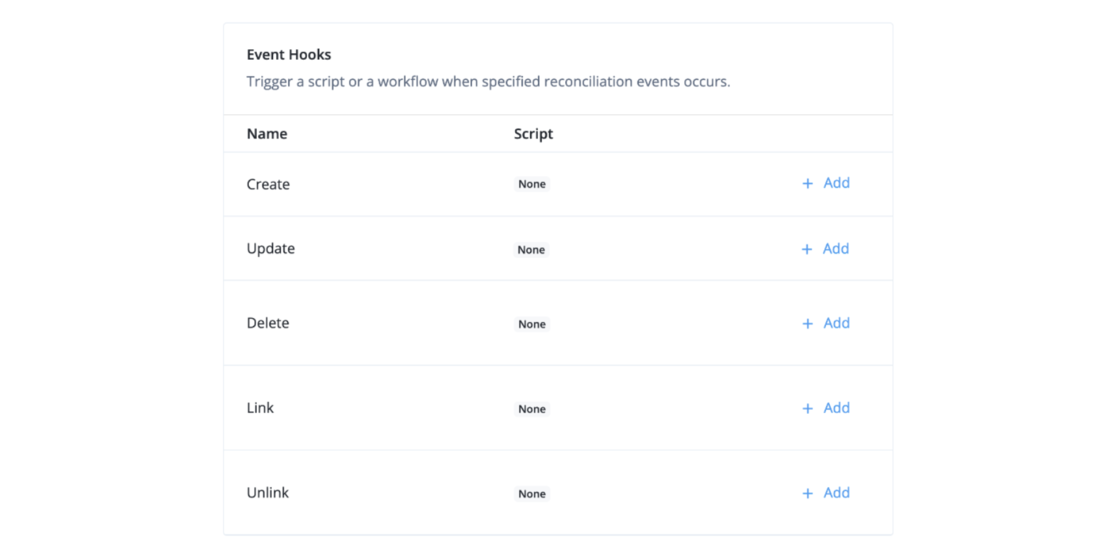 Event Hooks
Trigger a script or a workflow when specified reconciliation events occurs.
Name Script
Create None + Add
Update None + Add
Delete None + Add
Link None + Add
Unlink None + Add